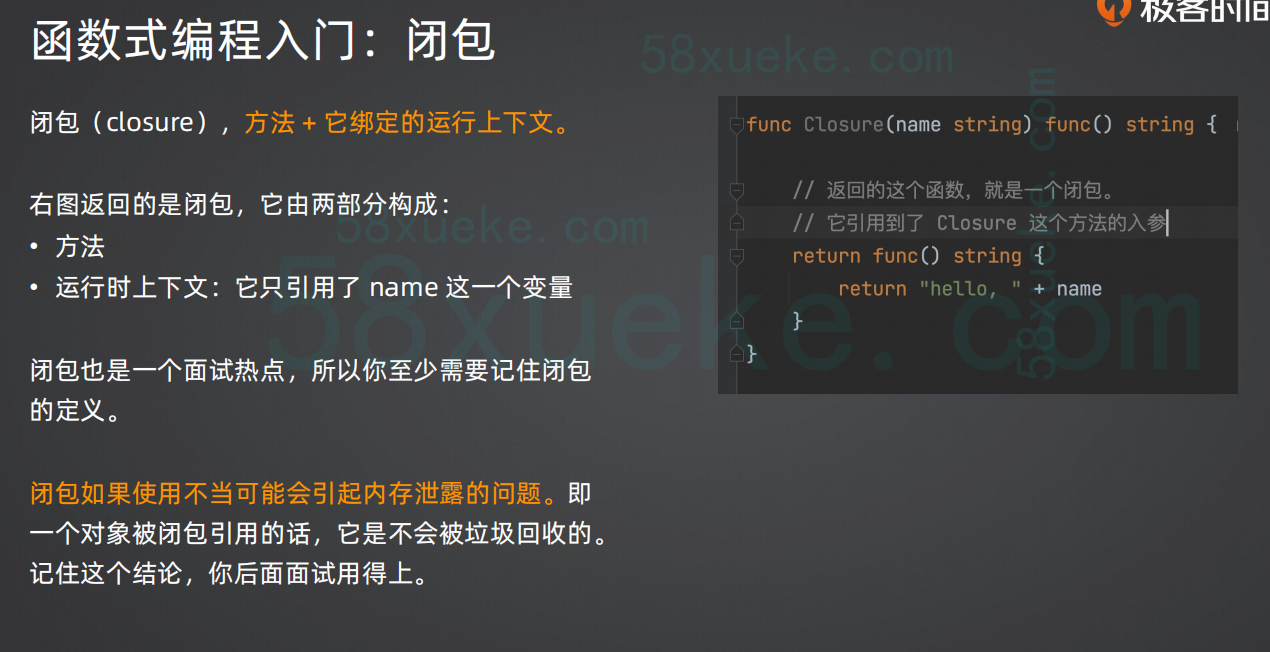 函数式编程入门：闭包
极客时间
58xueke.com
闭包（closure），方法 + 它绑定的运行上下文。
右图返回的是闭包，它由两部分构成：
• 方法
• 运行时上下文：它只引用了 name 这一个变量
闭包也是一个面试热点，所以你至少需要记住闭包
的定义。
闭包如果使用不当可能会引起内存泄露的问题。即
一个对象被闭包引用的话，它是不会被垃圾回收的。
记住这个结论，你后面面试用得上。
func Closure(name string) func() string {
// 返回的这个函数，就是一个闭包。
// 它引用到了 Closure 这个方法的入参
return func() string {
return "hello, " + name
}
}
58xueke.com
58xueke.com
58xueke.com